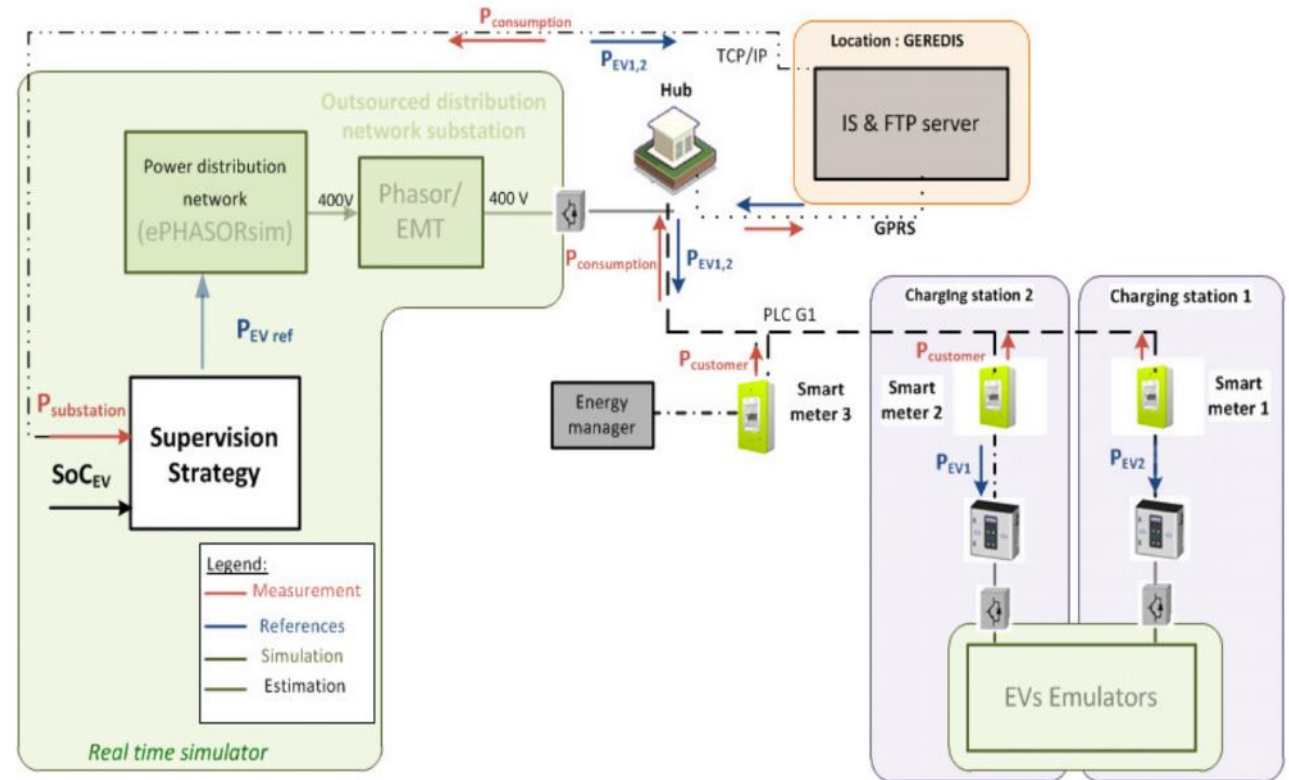 Pconsumption
PEV1,2
TCP/IP
Location : GEREDIS
IS & FTP server
Hub
GPRS
Outsourced distribution
network substation
Power distribution
network
(ePHASORsim)
400V
Phasor/
EMT
400 V
Pconsumption
PEV1,2
PEV ref
Psubstation
SoCEV
Supervision
Strategy
Legend:
Measurement
References
Simulation
Estimation
Real time simulator
PLC G1
Pcustomer
Energy
manager
Smart
meter 3
Charging station 2
Pcustomer
Smart
meter 2
PEV1
Charging station 1
Smart
meter 1
PEV2
EVs Emulators